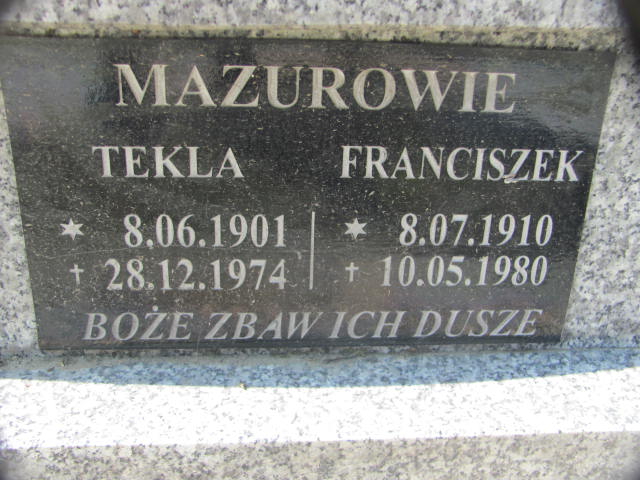 MAZUROWIE
TEKLA FRANCISZEK
* 8.06.1901 * 8.07.1910
† 28.12.1974 † 10.05.1980
BOŻE ZBAW ICH DUSZE